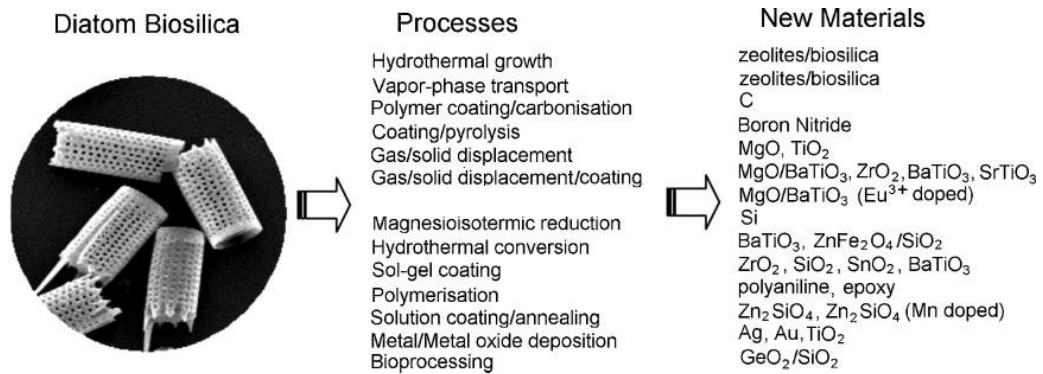 Diatom Biosilica
Processes
Hydrothermal growth
Vapor-phase transport
Polymer coating/carbonisation
Coating/pyrolysis
Gas/solid displacement
Gas/solid displacement/coating
Magnesioisotermic reduction
Hydrothermal conversion
Sol-gel coating
Polymerisation
Solution coating/annealing
Metal/Metal oxide deposition
Bioprocessing
New Materials
zeolites/biosilica
zeolites/biosilica
C
Boron Nitride
MgO, TiO₂
MgO/BaTiO₃, ZrO₂, BaTiO₃, SrTiO₃
MgO/BaTiO₃ (Eu³⁺ doped)
Si
BaTiO₃, ZnFe₂O₄/SiO₂
ZrO₂, SiO₂, SnO₂, BaTiO₃
polyaniline, epoxy
Zn₂SiO₄, Zn₂SiO₄ (Mn doped)
Ag, Au, TiO₂
GeO₂/SiO₂